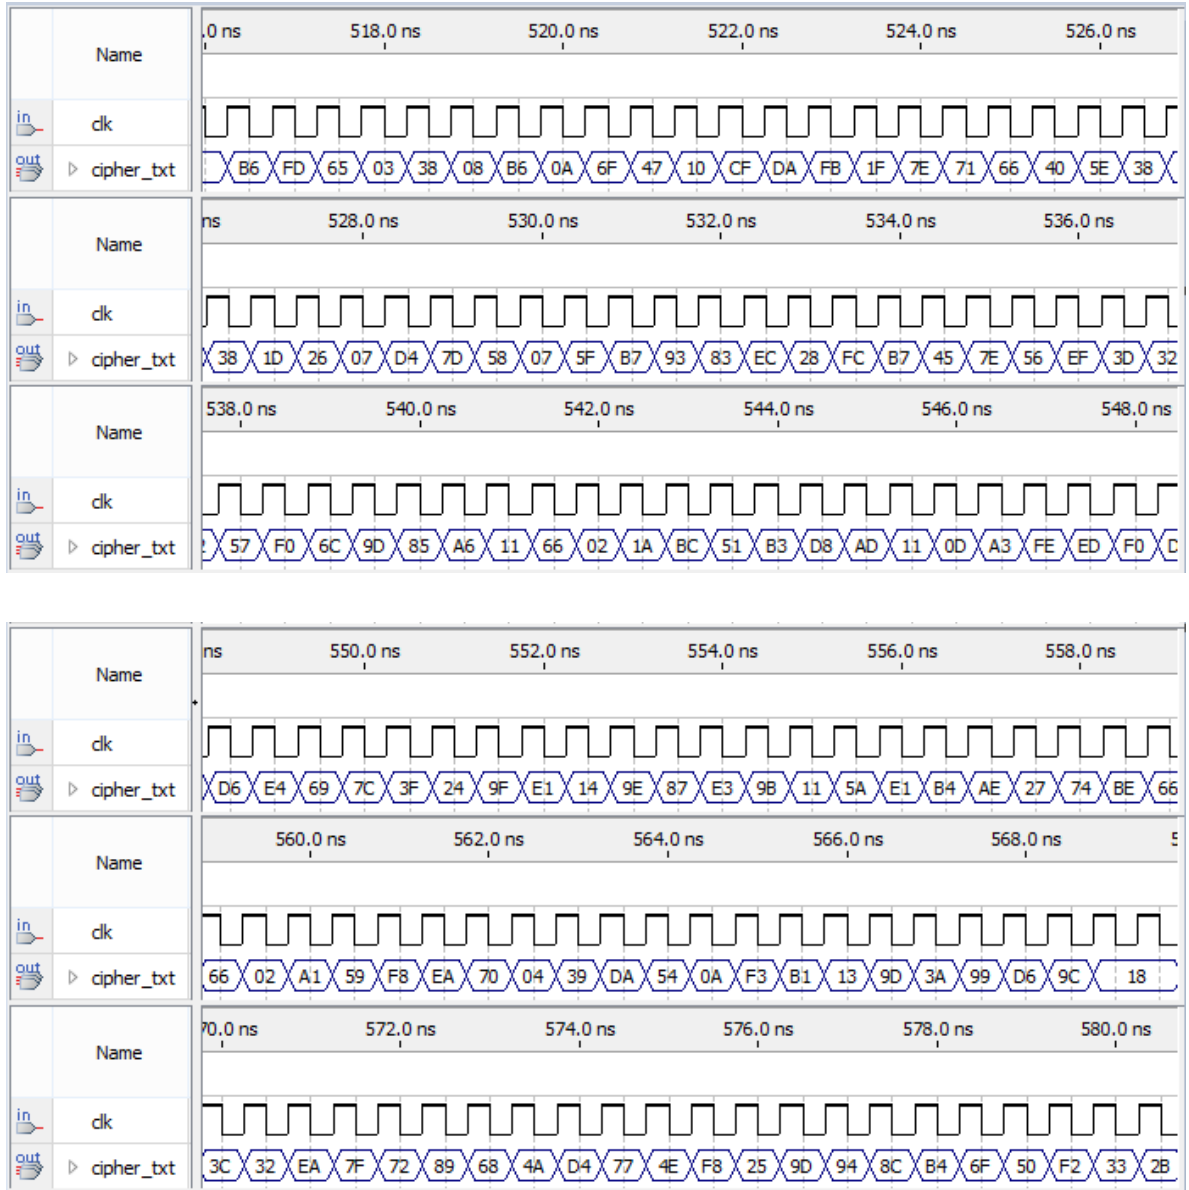 .0 ns 518.0 ns 520.0 ns 522.0 ns 524.0 ns 526.0 ns
Name
in clk
out cipher_txt B6 FD 65 03 38 08 B6 0A 6F 47 10 CF DA FB 1F 7E 71 66 40 5E 38
ns 528.0 ns 530.0 ns 532.0 ns 534.0 ns 536.0 ns
Name
in clk
out cipher_txt 38 1D 26 07 D4 7D 58 07 5F B7 93 83 EC 28 FC B7 45 7E 56 EF 3D 32
538.0 ns 540.0 ns 542.0 ns 544.0 ns 546.0 ns 548.0 ns
Name
in clk
out cipher_txt 57 F0 6C 9D 85 A6 11 66 02 1A BC 51 B3 D8 AD 11 0D A3 FE ED F0
ns 550.0 ns 552.0 ns 554.0 ns 556.0 ns 558.0 ns
Name
in clk
out cipher_txt D6 E4 69 7C 3F 24 9F E1 14 9E 87 E3 9B 11 5A E1 B4 AE 27 74 BE 66
560.0 ns 562.0 ns 564.0 ns 566.0 ns 568.0 ns
Name
in clk
out cipher_txt 66 02 A1 59 F8 EA 70 04 39 DA 54 0A F3 B1 13 9D 3A 99 D6 9C 18
70.0 ns 572.0 ns 574.0 ns 576.0 ns 578.0 ns 580.0 ns
Name
in clk
out cipher_txt 3C 32 EA 7F 72 89 68 4A D4 77 4E F8 25 9D 94 8C B4 6F 50 F2 33 2B